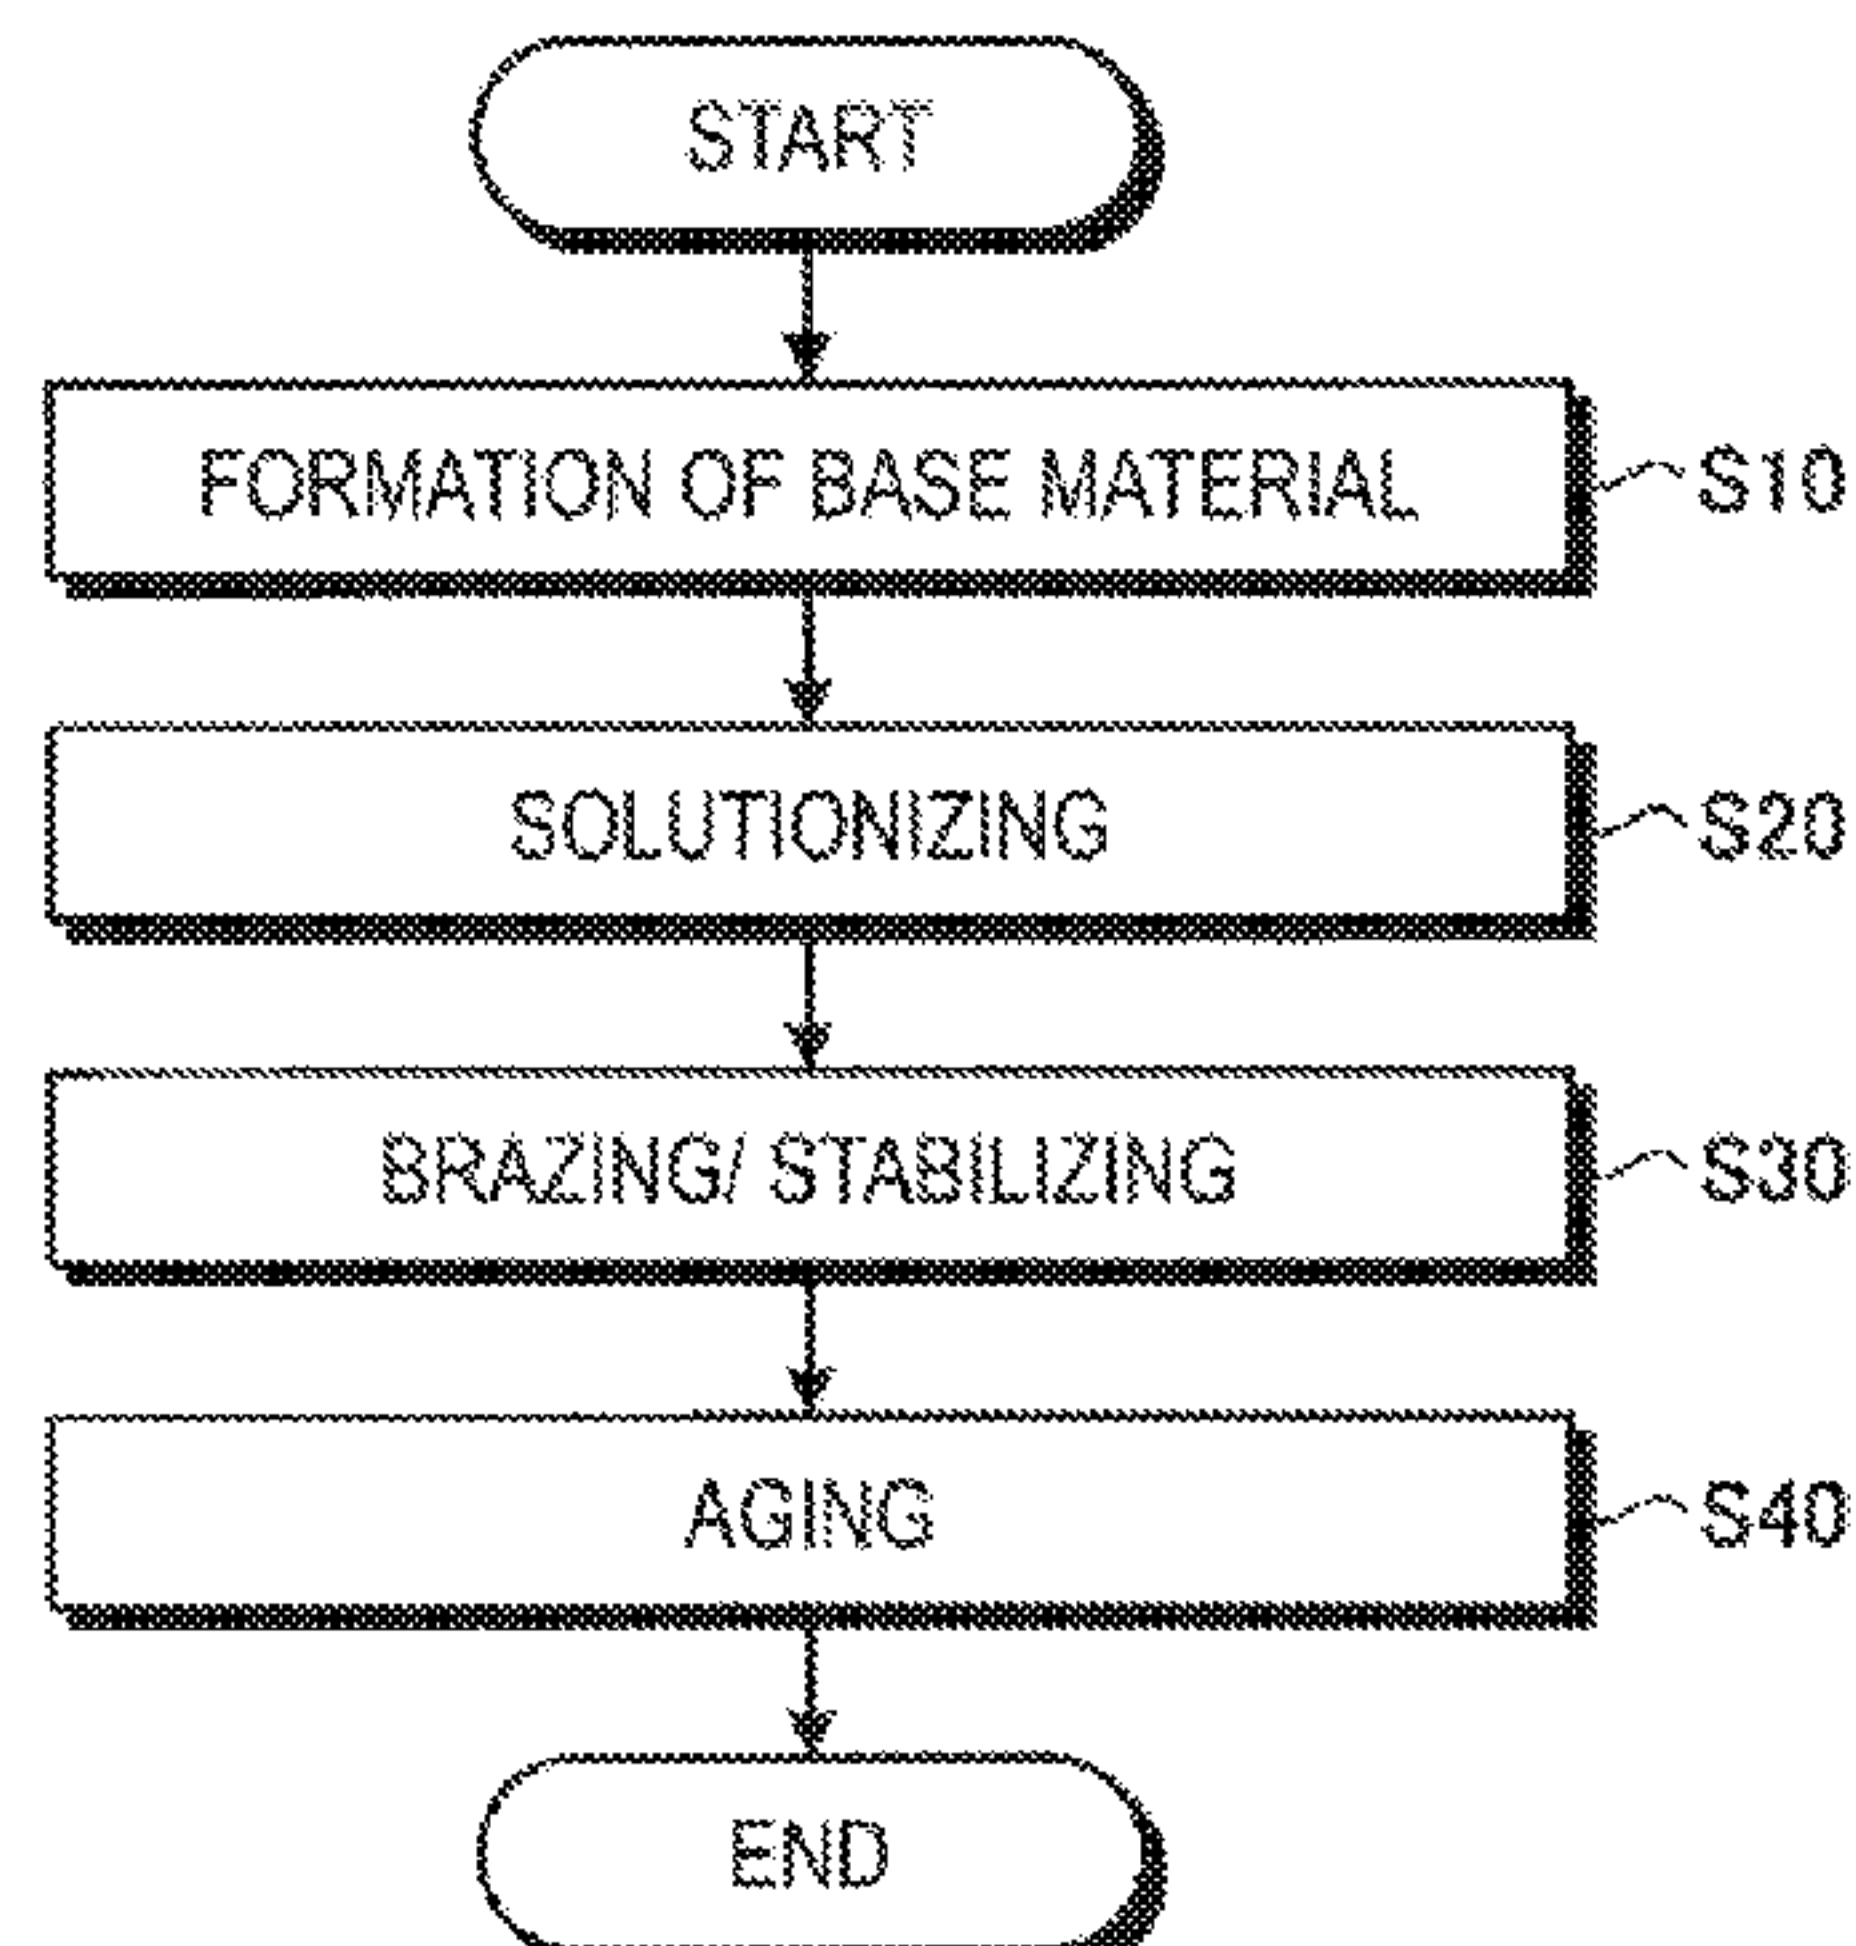 START
FORMATION OF BASE MATERIAL
S10
SOLUTIONIZING
S20
BRAZING/ STABILIZING
S30
AGING
S40
END